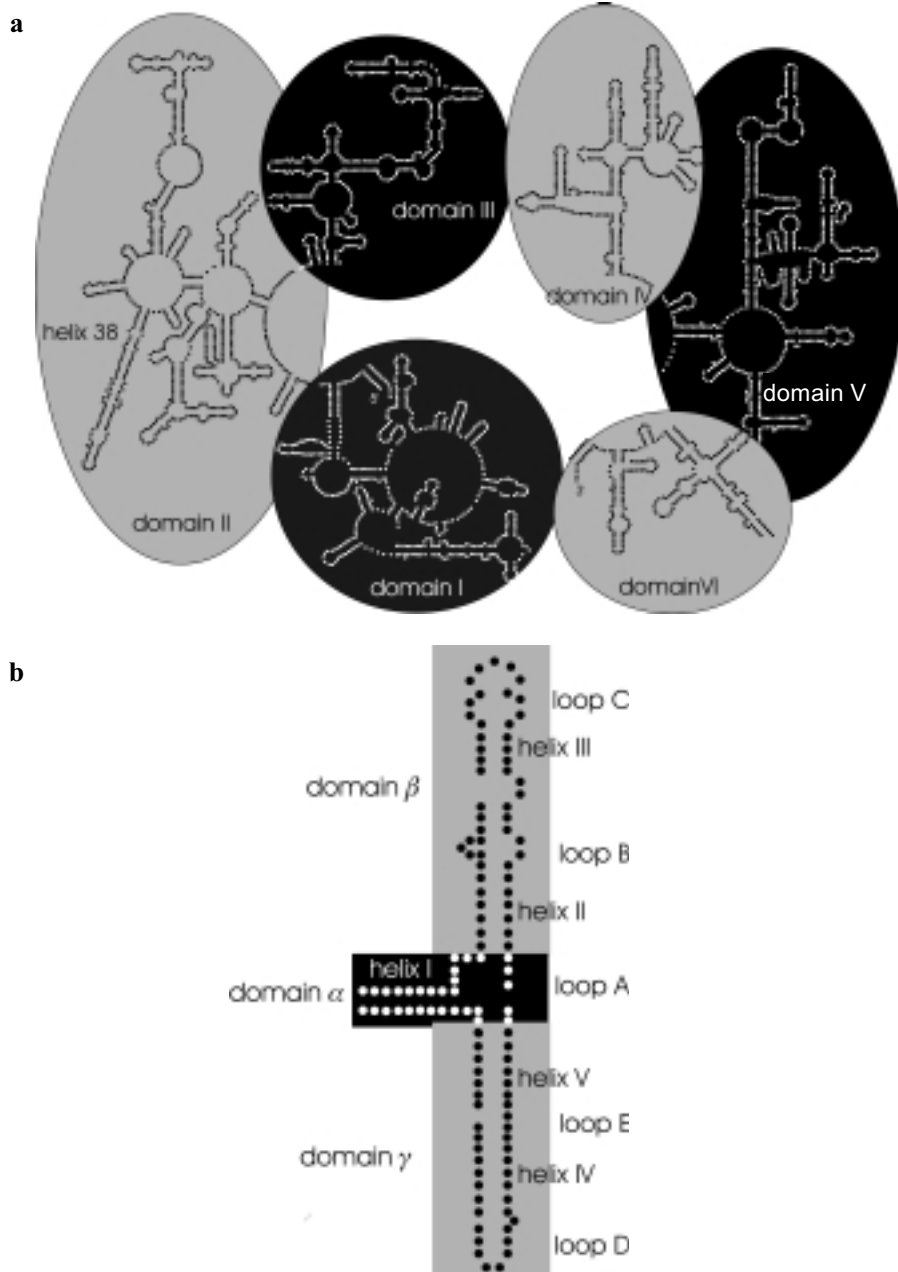 a
domain III
domain IV
helix 38
domain V
domain II
domain I
domainVI
b
loop C
helix III
domain β
loop B
helix II
helix I
domain α
loop A
helix V
loop E
domain γ
helix IV
loop D